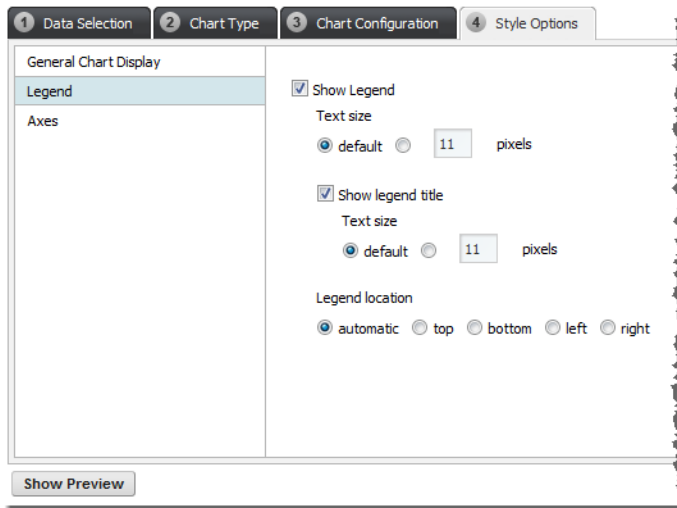 1 Data Selection 2 Chart Type 3 Chart Configuration 4 Style Options
General Chart Display
Legend
Axes
Show Legend
Text size
default 11 pixels
Show legend title
Text size
default 11 pixels
Legend location
automatic top bottom left right
Show Preview